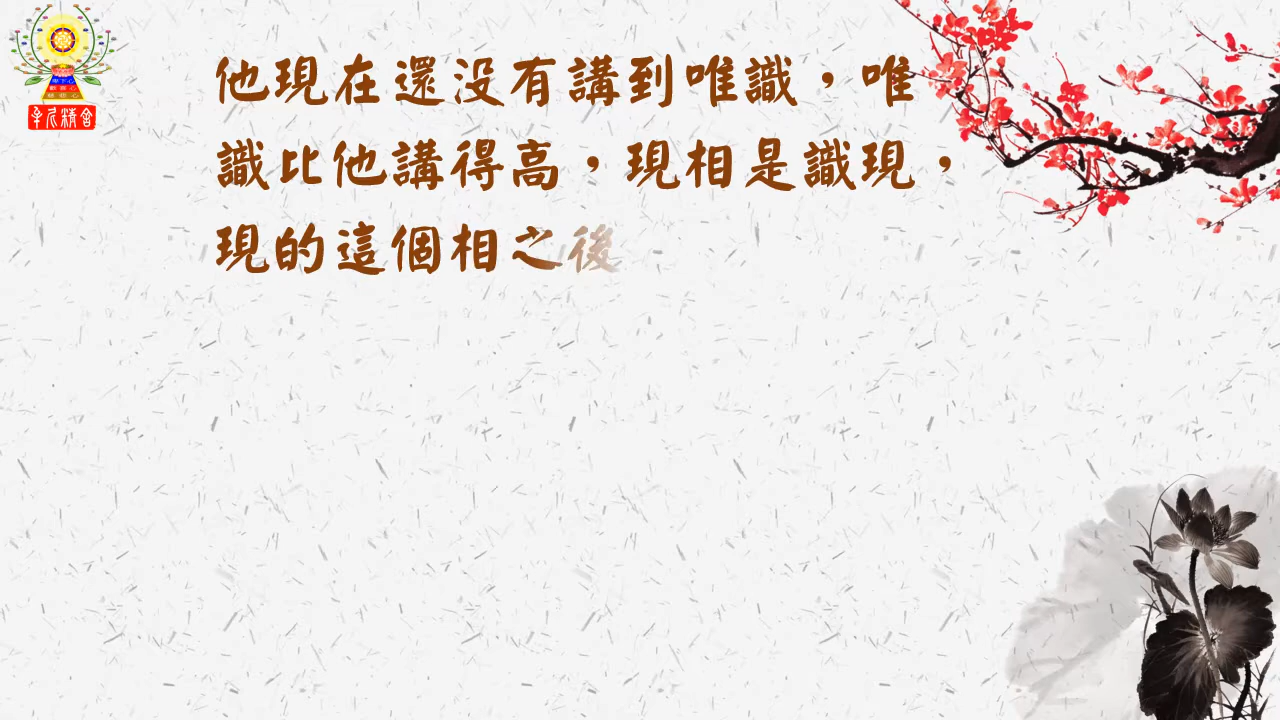 他現在還没有講到唯識，唯
識比他講得高，現相是識現，
現的這個相之後